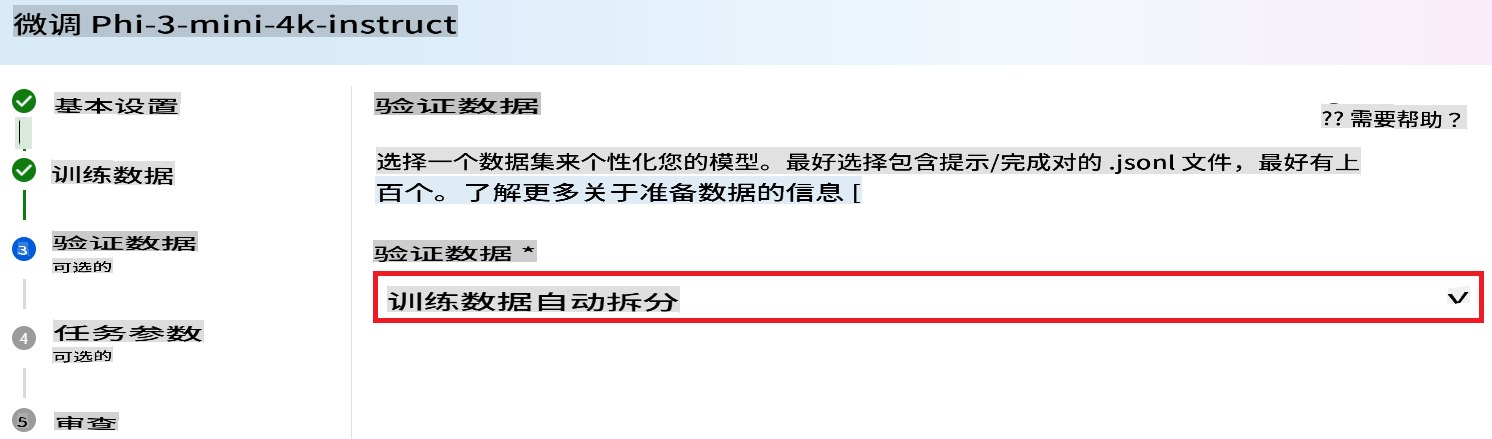 微调 Phi-3-mini-4k-instruct
基本设置
训练数据
3
验证数据
可选的
4
任务参数
可选的
5
审查
验证数据
?? 需要帮助？
选择一个数据集来个性化您的模型。最好选择包含提示/完成对的 .jsonl 文件，最好有上
百个。了解更多关于准备数据的信息 [
验证数据 *
训练数据自动拆分